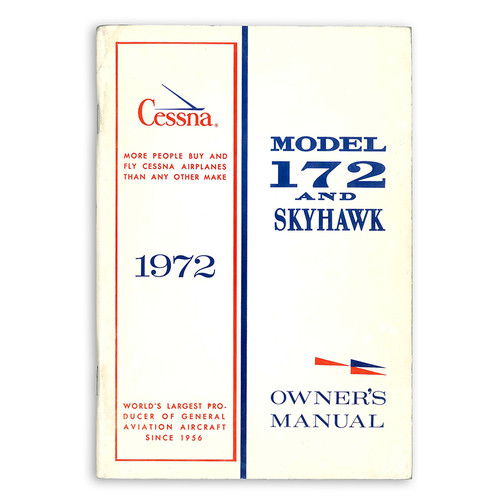 Cessna®
MORE PEOPLE BUY AND
FLY CESSNA AIRPLANES
THAN ANY OTHER MAKE
1972
WORLD'S LARGEST PRO-
DUCER OF GENERAL
AVIATION AIRCRAFT
SINCE 1956
MODEL
172
AND
SKYHAWK
OWNER'S
MANUAL